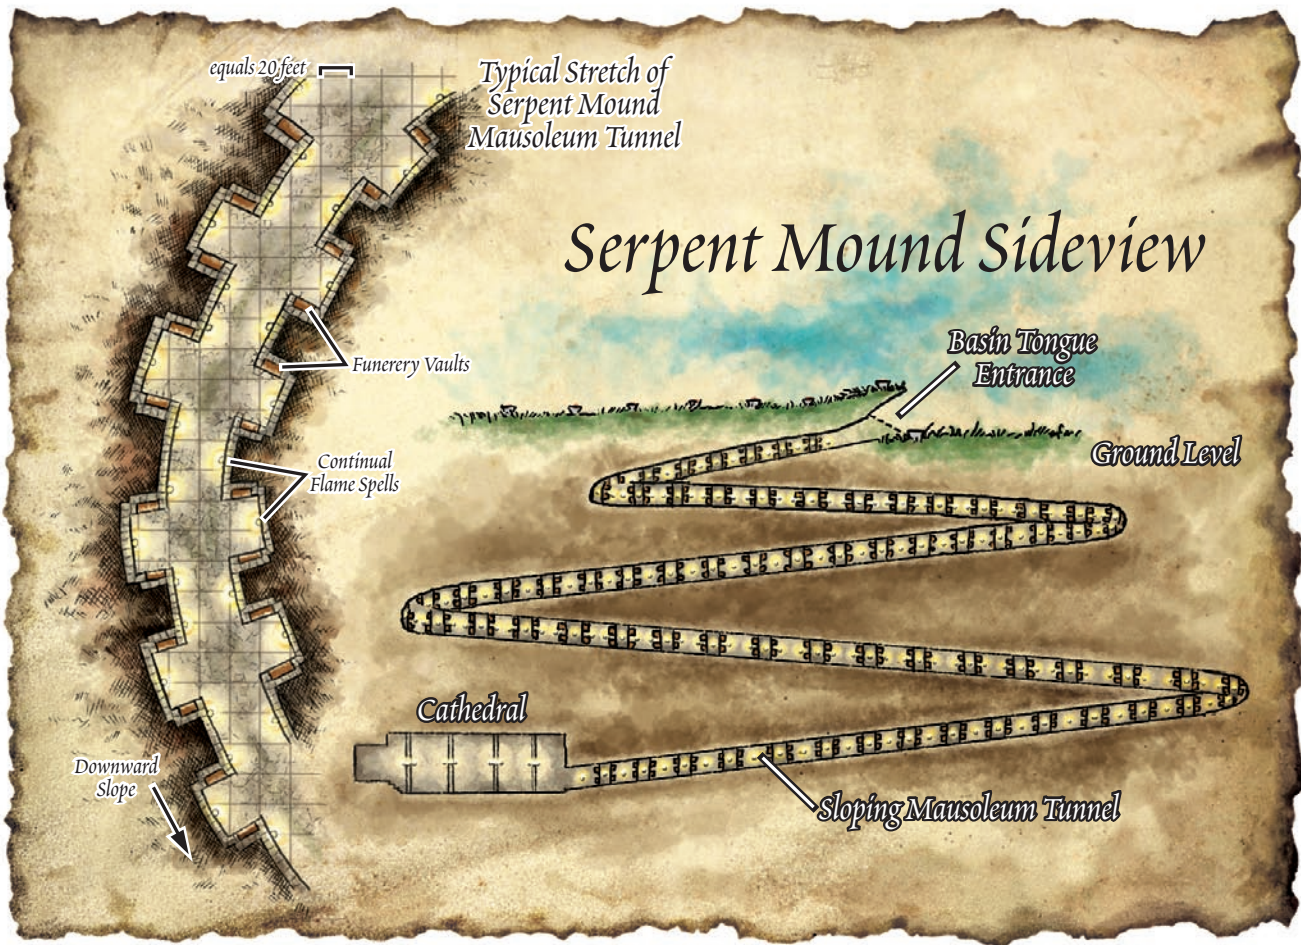 equals 20 feet
Typical Stretch of
Serpent Mound
Mausoleum Tunnel
Serpent Mound Sideview
Basin Tongue
Entrance
Funerery Vaults
Ground Level
Continual
Flame Spells
Cathedral
Downward
Slope
Sloping Mausoleum Tunnel